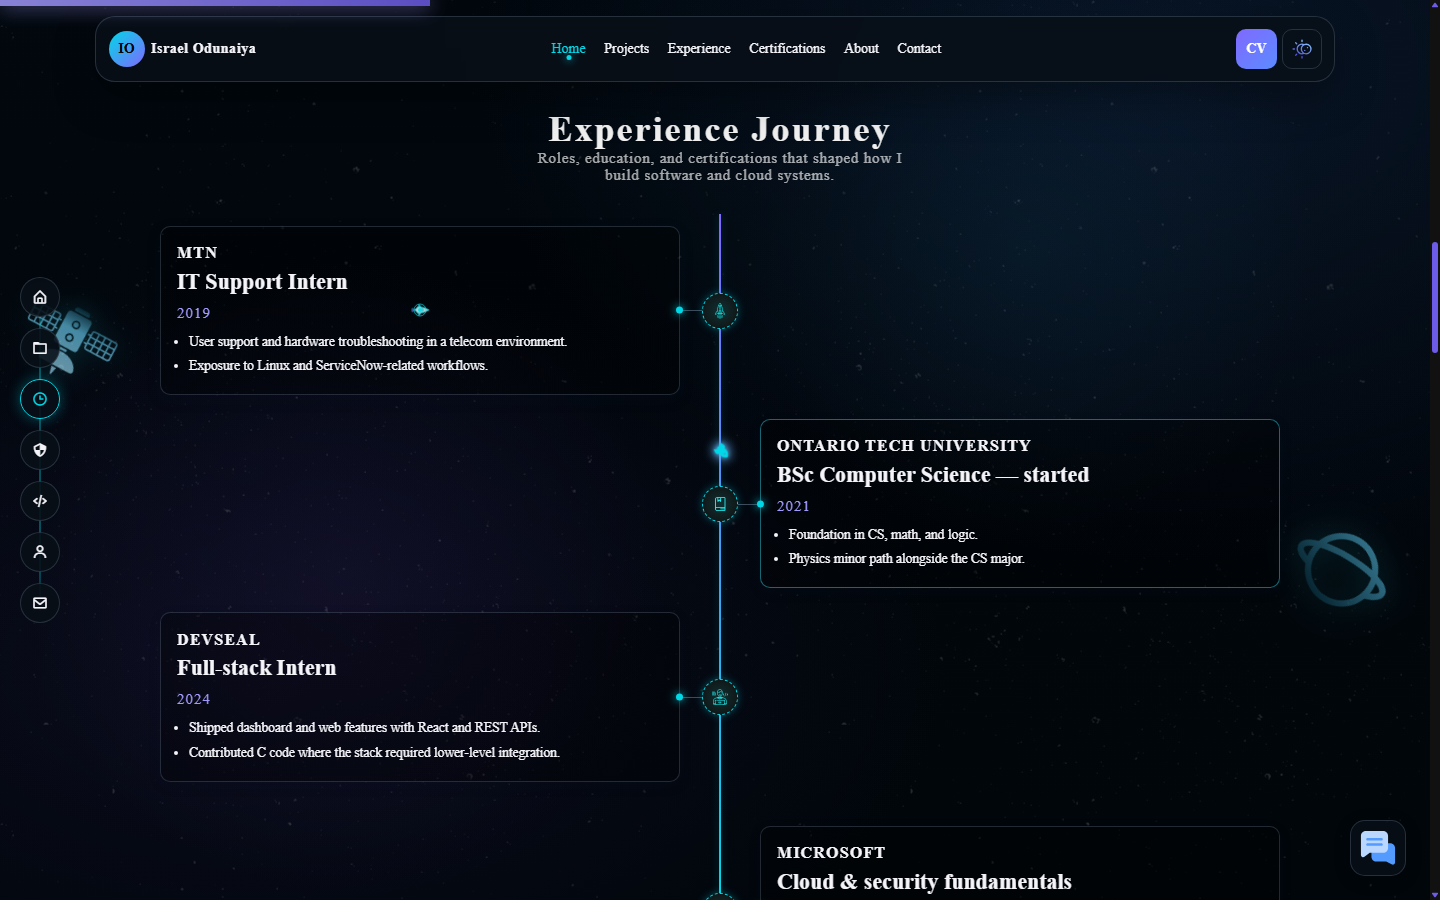 IO Israel Odunaiya
Home Projects Experience Certifications About Contact
CV
Experience Journey
Roles, education, and certifications that shaped how I
build software and cloud systems.
MTN
IT Support Intern
2019
• User support and hardware troubleshooting in a telecom environment.
• Exposure to Linux and ServiceNow-related workflows.
ONTARIO TECH UNIVERSITY
BSc Computer Science — started
2021
• Foundation in CS, math, and logic.
• Physics minor path alongside the CS major.
DEVSEAL
Full-stack Intern
2024
• Shipped dashboard and web features with React and REST APIs.
• Contributed C code where the stack required lower-level integration.
MICROSOFT
Cloud & security fundamentals